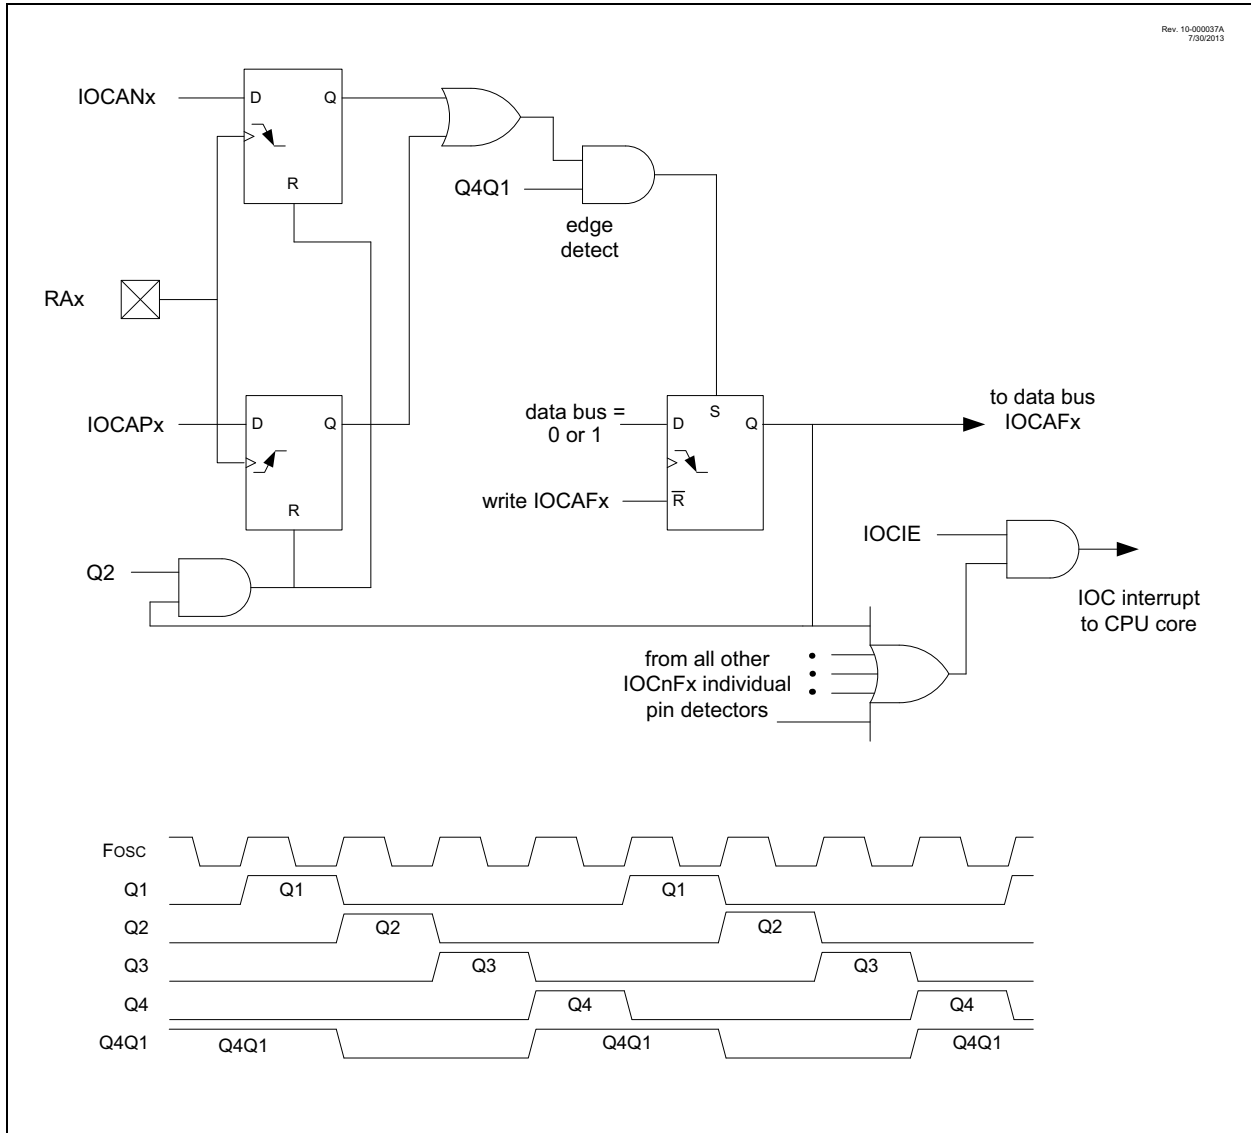 Rev. 10-000037A
7/30/2013
IOCANx
D
Q
R
Q4Q1
edge
detect
RAx
IOCAPx
D
Q
R
data bus =
0 or 1
S
D
Q
R
write IOCAFx
to data bus
IOCAFx
Q2
IOCIE
IOC interrupt
to CPU core
from all other
IOCnFx individual
pin detectors
FOSC
Q1
Q1
Q1
Q2
Q2
Q2
Q3
Q3
Q3
Q4
Q4
Q4
Q4Q1
Q4Q1
Q4Q1
Q4Q1